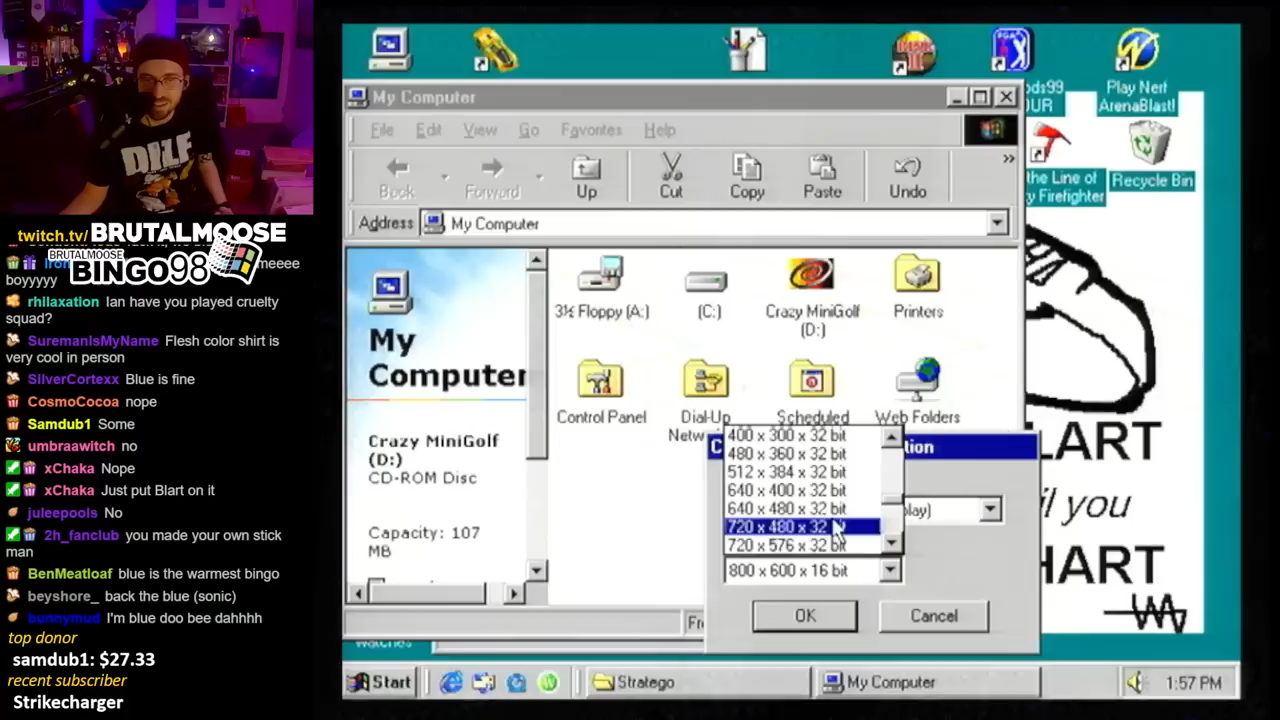 DILF
twitch.tv/BRUTALMOOSE
BRUTALMOOSE
BINGO98
meeee
boyyyyy
rhilaxation Ian have you played cruelty
squad?
SuremanIsMyName Flesh color shirt is
very cool in person
SilverCortexx Blue is fine
CosmoCocoa nope
Samdub1 Some
umbraawitch no
xChaka Nope
xChaka Just put Blart on it
juleepools No
2h_fanclub you made your own stick
man
BenMeatloaf blue is the warmest bingo
beyshore_ back the blue (sonic)
bunnymud I'm blue doo bee dahhhh
top donor
samdub1: $27.33
recent subscriber
Strikecharger
My Computer
File Edit View Go Favorites Help
Back Forward Up Cut Copy Paste Undo
Address My Computer
My
Computer
Crazy MiniGolf
(D:)
CD-ROM Disc
Capacity: 107
MB
3½ Floppy (A:)
(C:)
Crazy MiniGolf
(D:)
Printers
Control Panel
Dial-Up
Scheduled
Web Folders
400 x 300 x 32 bit
480 x 360 x 32 bit
512 x 384 x 32 bit
640 x 400 x 32 bit
640 x 480 x 32 bit
720 x 480 x 32
720 x 576 x 32 bit
800 x 600 x 16 bit
OK
Cancel
ods99
Play Nerf
ArenaBlast!
the Line of
Firefighter
Recycle Bin
LART
il you
HART
watches
Start
Stratego
My Computer
1:57 PM